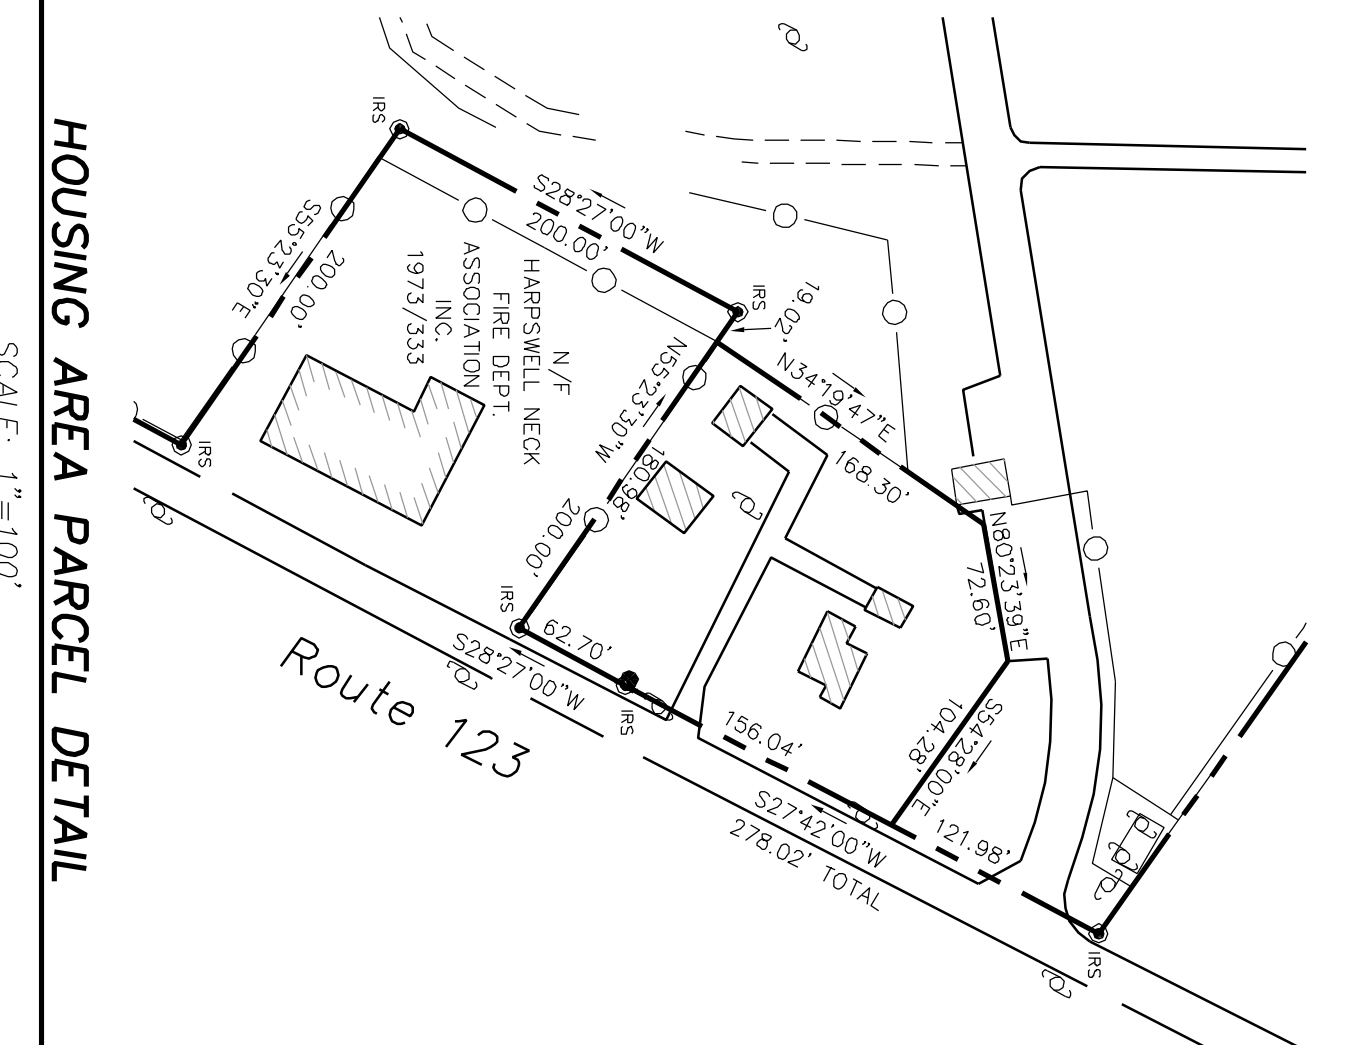 HOUSING AREA PARCEL DETAIL
SCALE: 1"=100'
IRS
S28°27'00"W
200.00'
IRS
19.02'
S55°23'30"E
200.00'
N/F
HARPSWELL NECK
FIRE DEPT.
ASSOCIATION
INC.
1973/333
N55°23'30"W
180.98'
200.00'
N34°19'47"E
168.30'
N80°23'39"E
72.60'
IRS
IRS
62.70'
S28°27'00"W
IRS
Route 123
156.04'
S54°28'00"E
104.28'
121.98'
S27°42'00"W
278.02' TOTAL
IRS